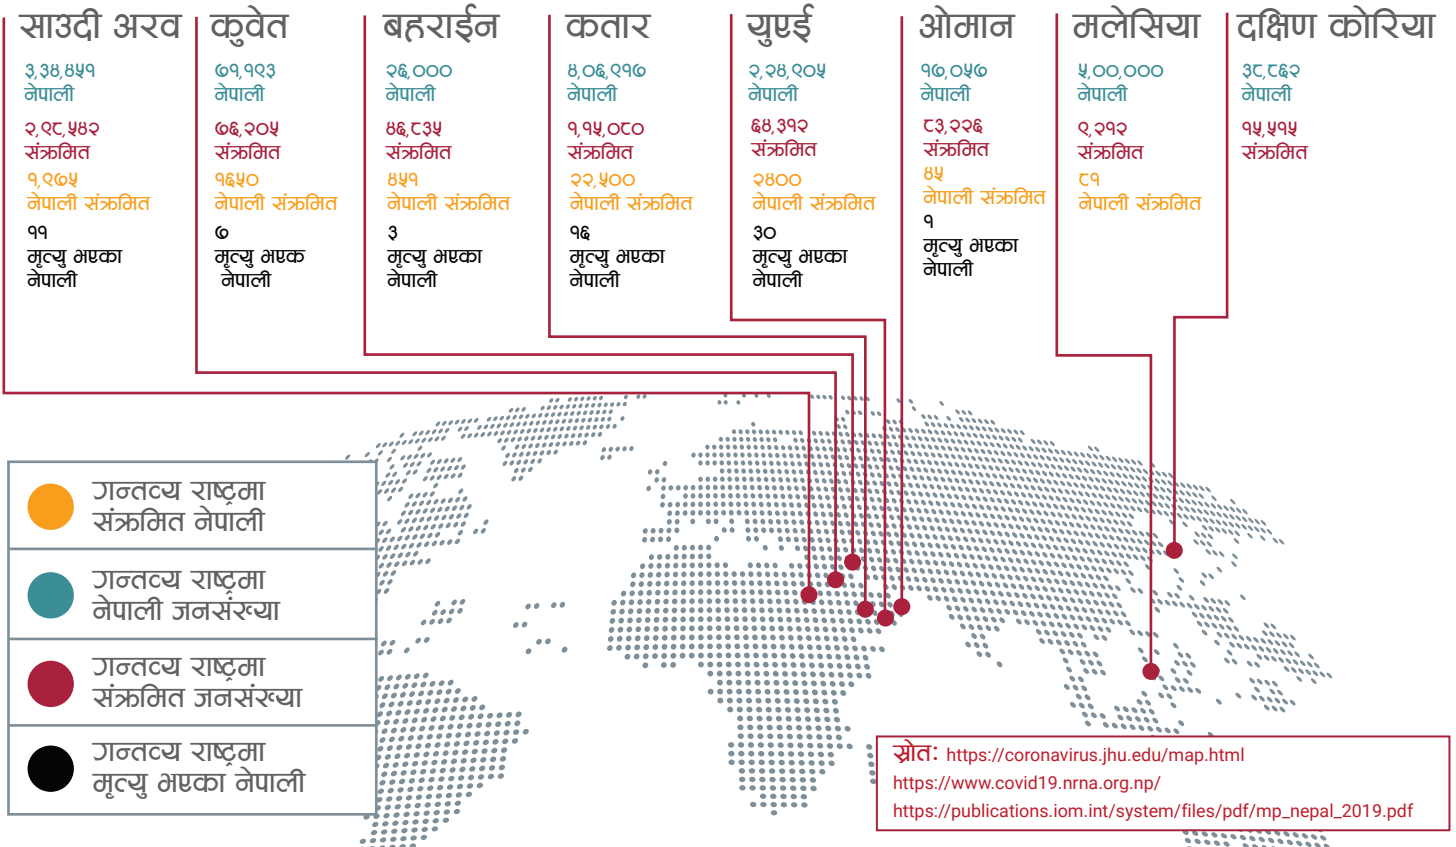 साउदी अरव
३,३४,४५१
नेपाली
२,९८,५४२
संक्रमित
१,९७५
नेपाली संक्रमित
११
मृत्यु भएका
नेपाली
कुवेत
७१,१९३
नेपाली
७६,२०५
संक्रमित
१६५०
नेपाली संक्रमित
७
मृत्यु भएक
नेपाली
बहराईन
२६,०००
नेपाली
४६,८३५
संक्रमित
४५१
नेपाली संक्रमित
३
मृत्यु भएका
नेपाली
कतार
४,०६,९१७
नेपाली
१,१५,०८०
संक्रमित
२२,५००
नेपाली संक्रमित
१६
मृत्यु भएका
नेपाली
युएई
२,२४,९०५
नेपाली
६४,३१२
संक्रमित
२४००
नेपाली संक्रमित
३०
मृत्यु भएका
नेपाली
ओमान
१७,०५७
नेपाली
८३,२२६
संक्रमित
४५
नेपाली संक्रमित
१
मृत्यु भएका
नेपाली
मलेसिया
५,००,०००
नेपाली
९,२१२
संक्रमित
८१
नेपाली संक्रमित
दक्षिण कोरिया
३८,८६२
नेपाली
१५,५१५
संक्रमित
गन्तव्य राष्ट्रमा
संक्रमित नेपाली
गन्तव्य राष्ट्रमा
नेपाली जनसंख्या
गन्तव्य राष्ट्रमा
संक्रमित जनसंख्या
गन्तव्य राष्ट्रमा
मृत्यु भएका नेपाली
स्रोत: https://coronavirus.jhu.edu/map.html
https://www.covid19.nrna.org.np/
https://publications.iom.int/system/files/pdf/mp_nepal_2019.pdf